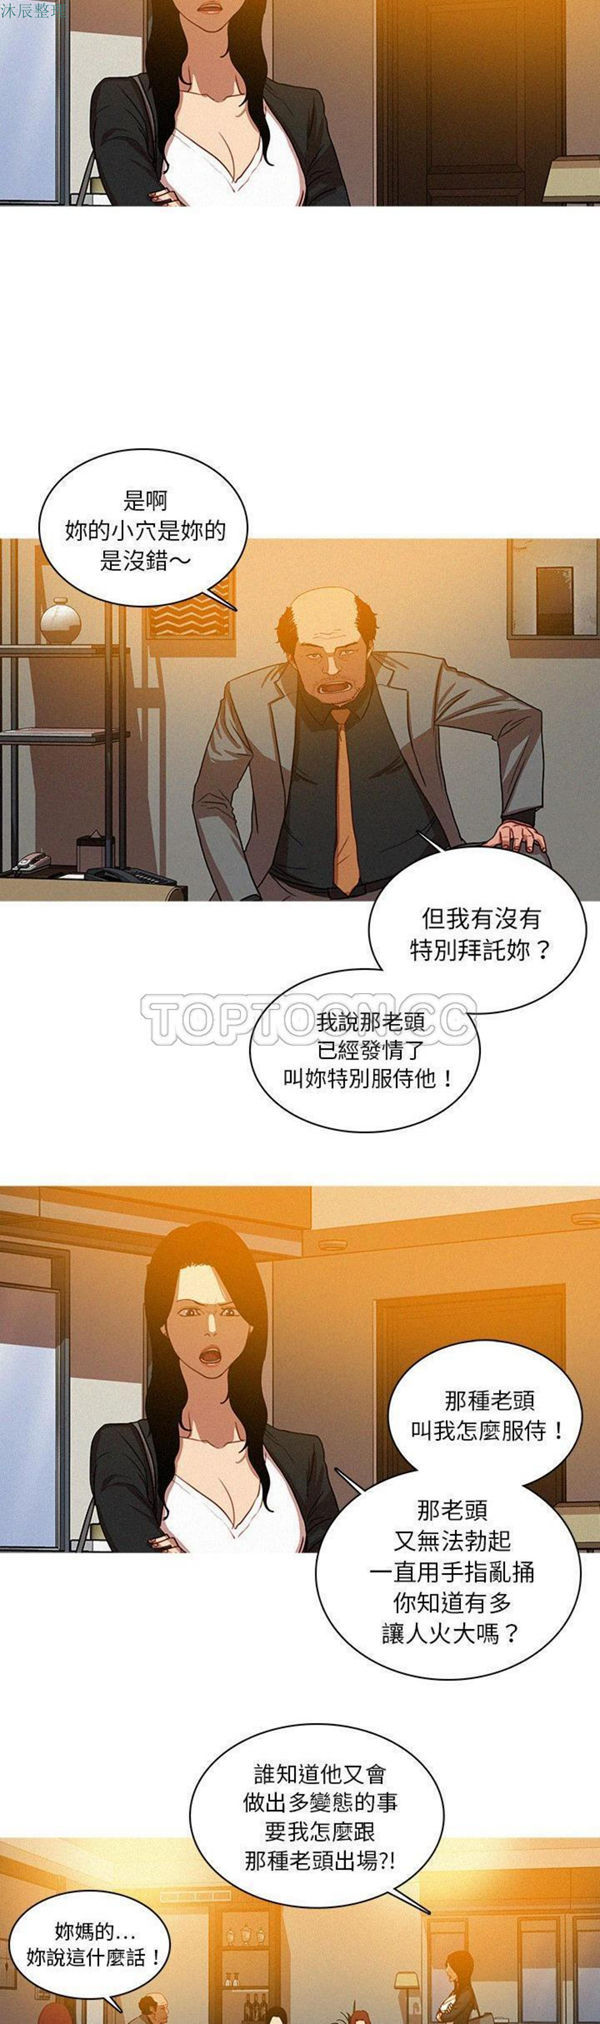 沐辰整理
是啊
妳的小穴是妳的
是沒錯～
但我有沒有
特別拜託妳？
TOPTOON.CC
我說那老頭
已經發情了
叫妳特別服侍他！
那種老頭
叫我怎麼服侍！
那老頭
又無法勃起
一直用手指亂捅
你知道有多
讓人火大嗎？
誰知道他又會
做出多變態的事
要我怎麼跟
那種老頭出場?!
妳媽的…
妳說這什麼話！